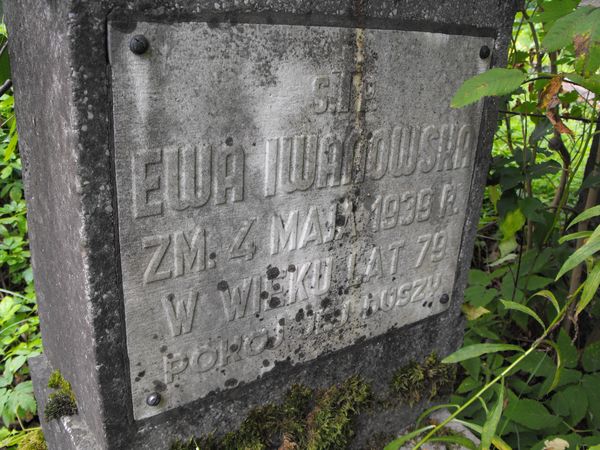 Ś.†P.
EWA IWANOWSKA
ZM. 4 MAJA 1939 R.
W WIEKU LAT 79
POKÓJ JEJ DUSZY